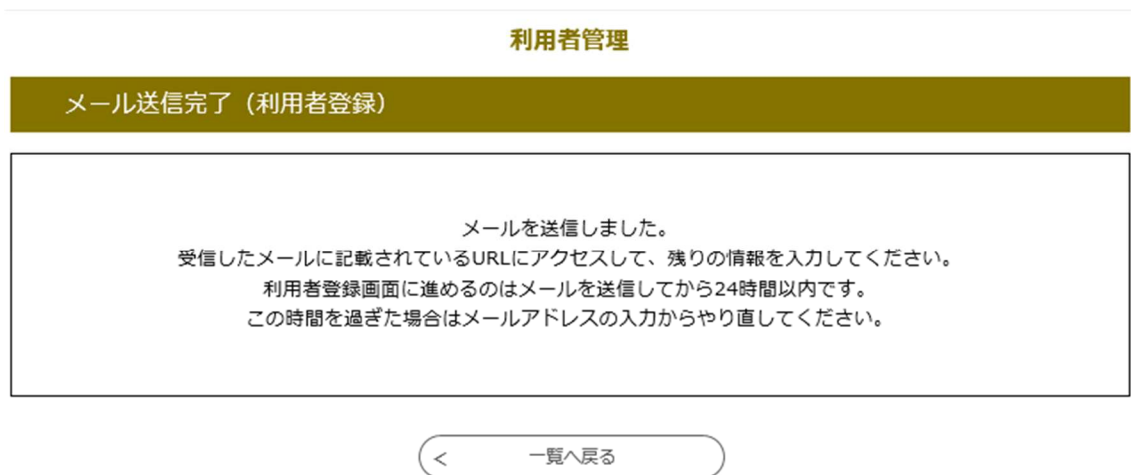 利用者管理
メール送信完了（利用者登録）
メールを送信しました。
受信したメールに記載されているURLにアクセスして、残りの情報を入力してください。
利用者登録画面に進めるのはメールを送信してから24時間以内です。
この時間を過ぎた場合はメールアドレスの入力からやり直してください。
< 一覧へ戻る